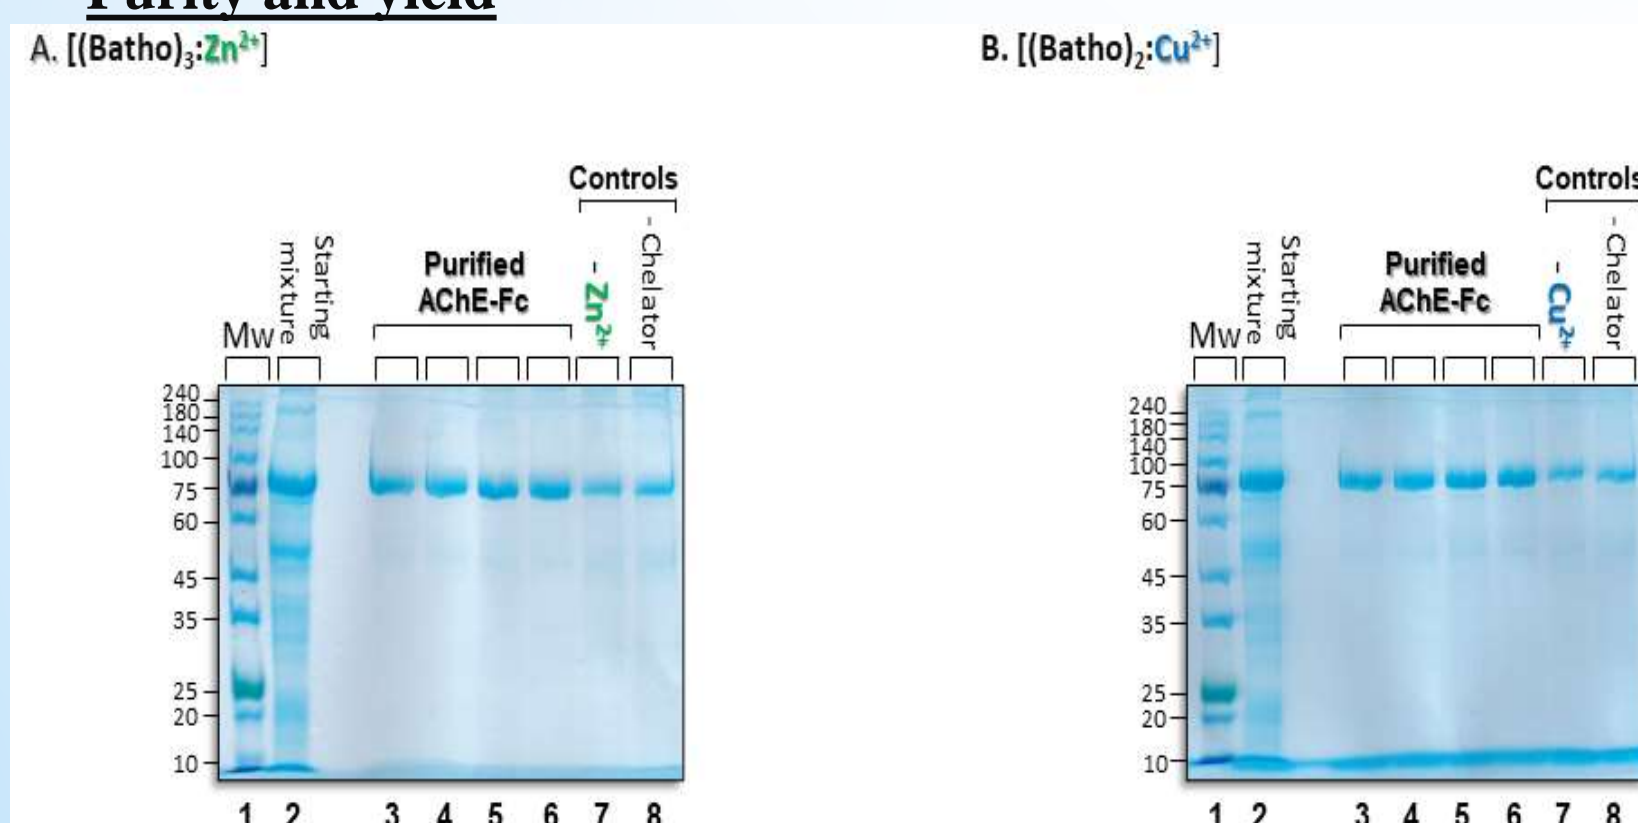 Purity and yield
A. [(Batho)₃:Zn²⁺]
B. [(Batho)₂:Cu²⁺]
Controls
Starting
mixture
Purified
AChE-Fc
- Zn²⁺
- Chelator
Mw
240
180
140
100
75
60
45
35
25
20
10
1 2 3 4 5 6 7 8
Controls
Starting
mixture
Purified
AChE-Fc
- Cu²⁺
- Chelator
Mw
240
180
140
100
75
60
45
35
25
20
10
1 2 3 4 5 6 7 8